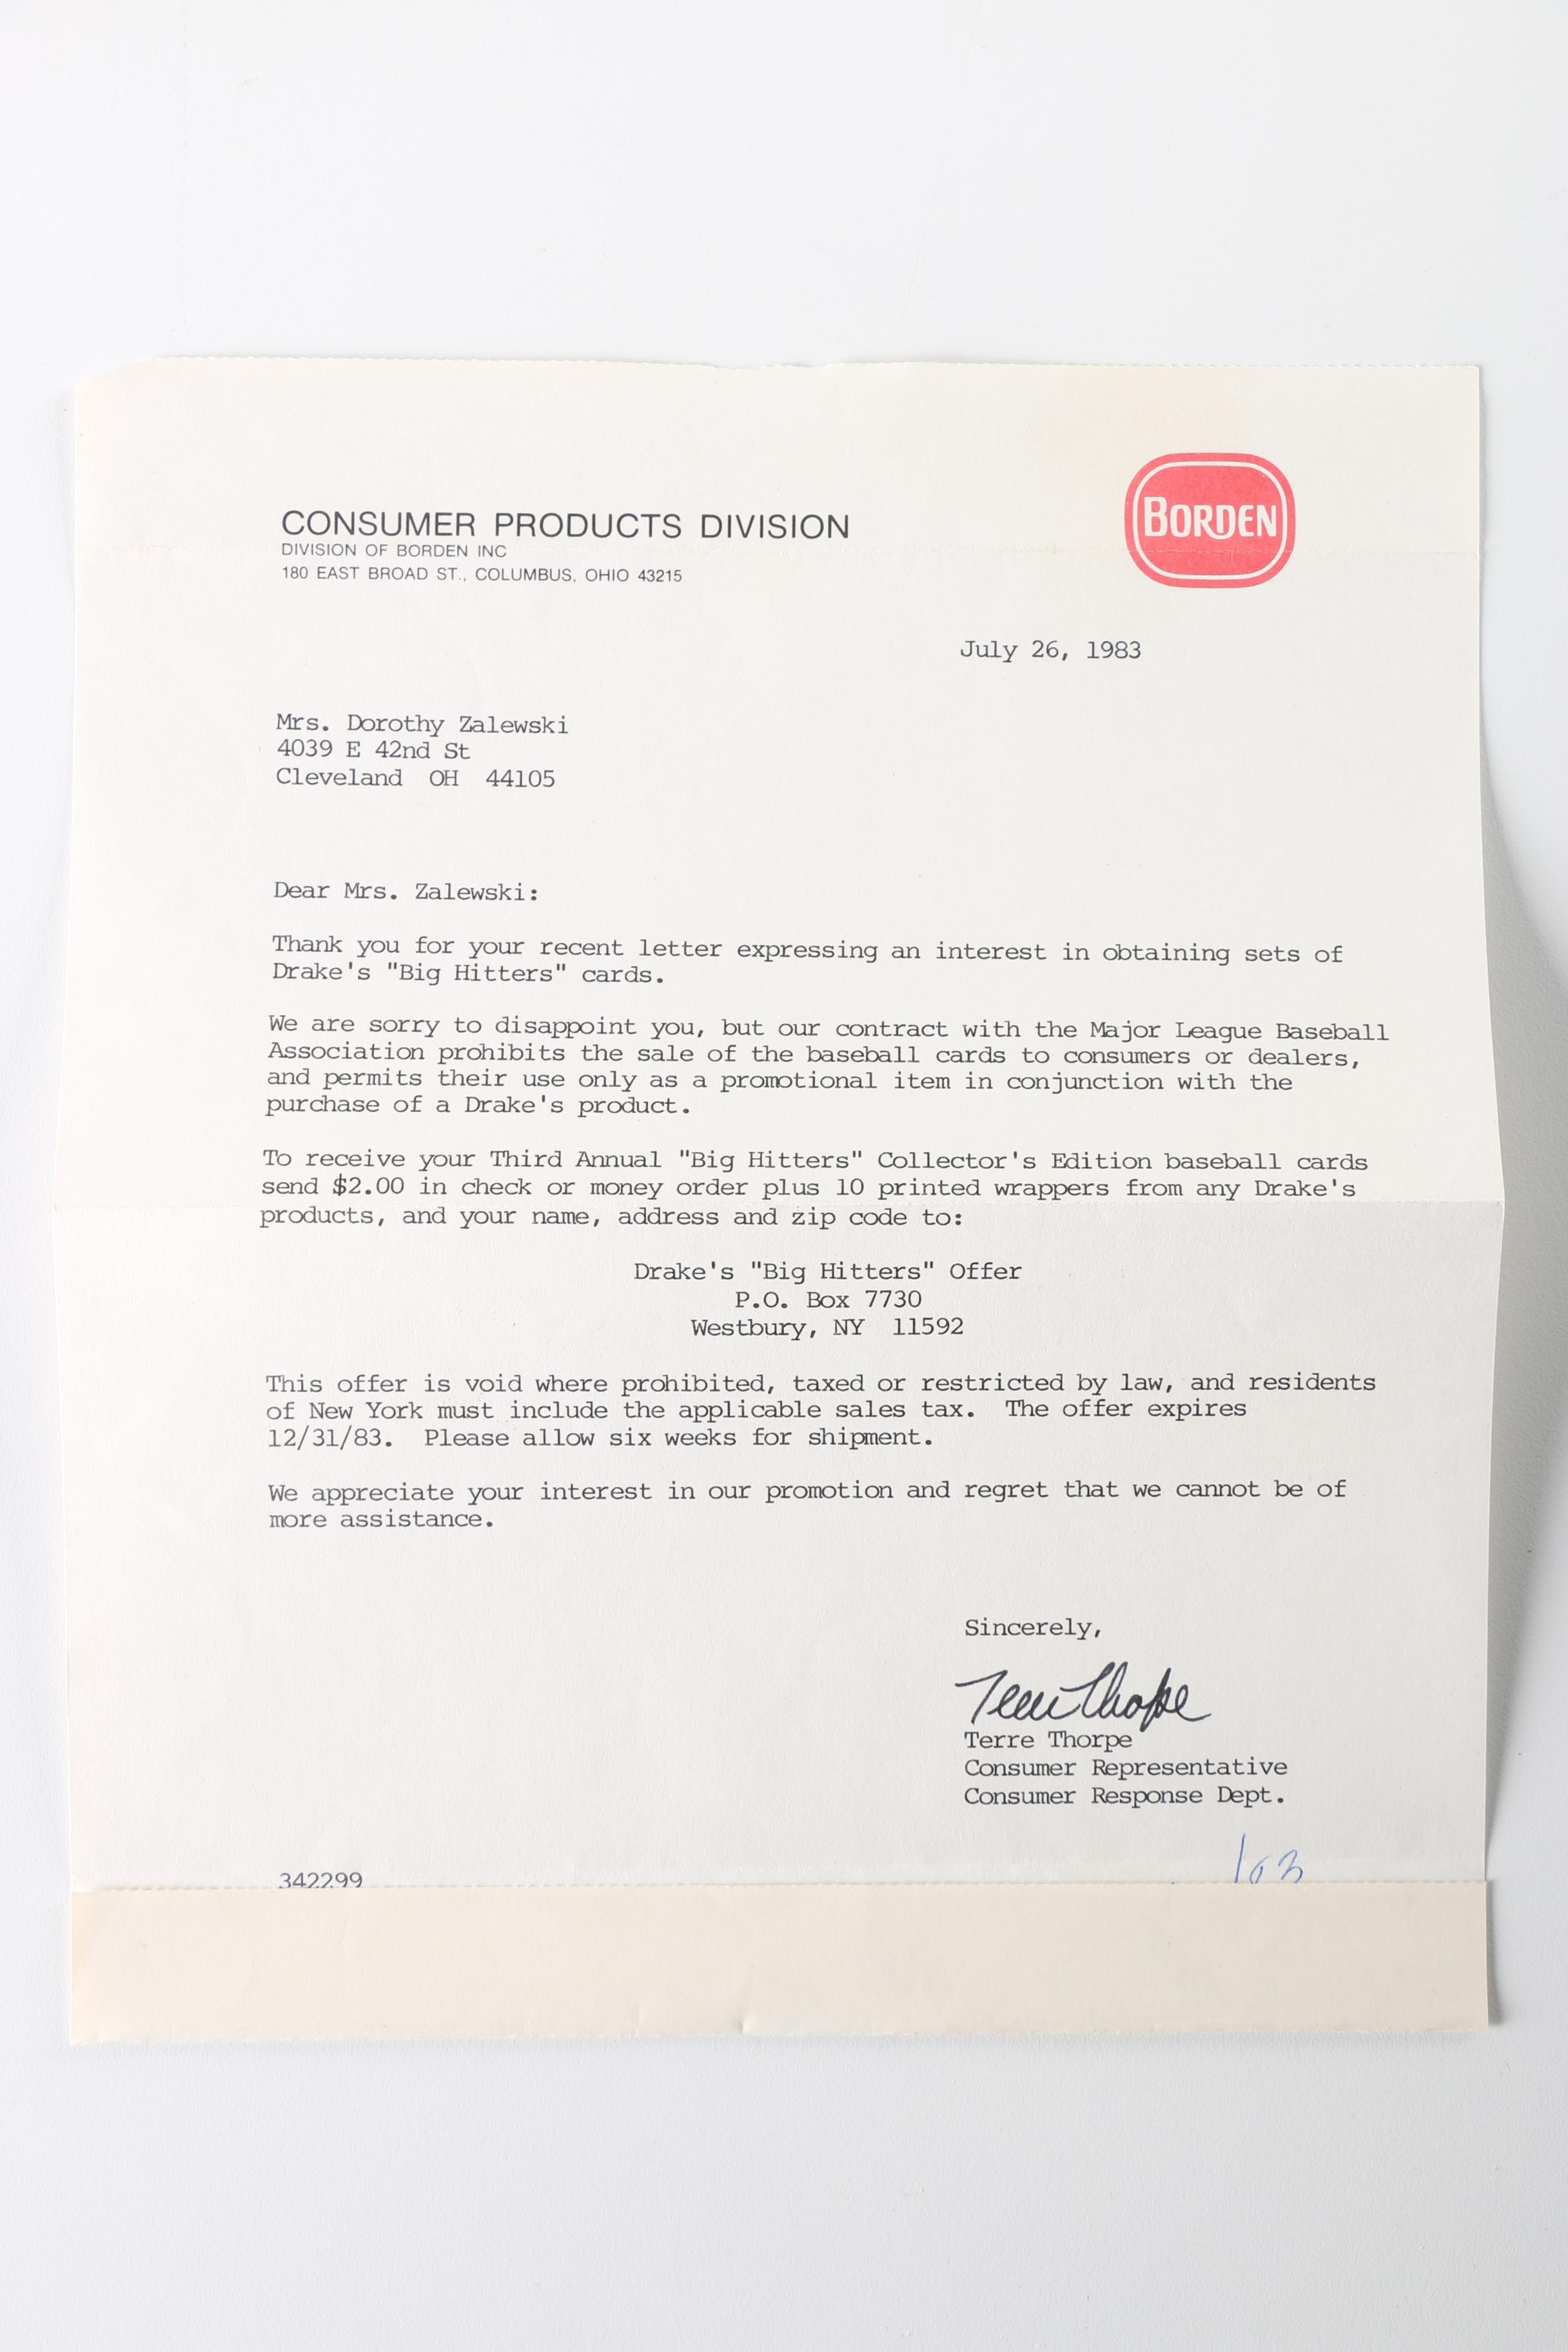 CONSUMER PRODUCTS DIVISION
DIVISION OF BORDEN INC
180 EAST BROAD ST., COLUMBUS, OHIO 43215
BORDEN
July 26, 1983
Mrs. Dorothy Zalewski
4039 E 42nd St
Cleveland OH 44105
Dear Mrs. Zalewski:
Thank you for your recent letter expressing an interest in obtaining sets of
Drake's "Big Hitters" cards.
We are sorry to disappoint you, but our contract with the Major League Baseball
Association prohibits the sale of the baseball cards to consumers or dealers,
and permits their use only as a promotional item in conjunction with the
purchase of a Drake's product.
To receive your Third Annual "Big Hitters" Collector's Edition baseball cards
send $2.00 in check or money order plus 10 printed wrappers from any Drake's
products, and your name, address and zip code to:
Drake's "Big Hitters" Offer
P.O. Box 7730
Westbury, NY 11592
This offer is void where prohibited, taxed or restricted by law, and residents
of New York must include the applicable sales tax. The offer expires
12/31/83. Please allow six weeks for shipment.
We appreciate your interest in our promotion and regret that we cannot be of
more assistance.
Sincerely,
Terre Thorpe
Terre Thorpe
Consumer Representative
Consumer Response Dept.
342299